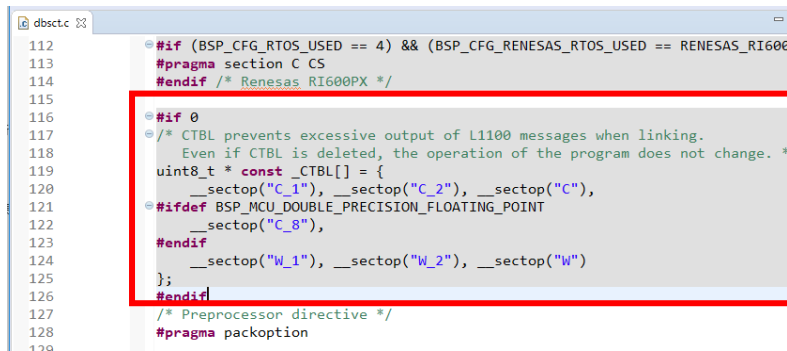 dbsct.c
112 #if (BSP_CFG_RTOS_USED == 4) && (BSP_CFG_RENESAS_RTOS_USED == RENESAS_RI600
113 #pragma section C CS
114 #endif /* Renesas RI600PX */
115
116 #if 0
117 /* CTBL prevents excessive output of L1100 messages when linking.
118 Even if CTBL is deleted, the operation of the program does not change. *
119 uint8_t * const _CTBL[] = {
120 __sectop("C_1"), __sectop("C_2"), __sectop("C"),
121 #ifdef BSP_MCU_DOUBLE_PRECISION_FLOATING_POINT
122 __sectop("C_8"),
123 #endif
124 __sectop("W_1"), __sectop("W_2"), __sectop("W")
125 };
126 #endif
127 /* Preprocessor directive */
128 #pragma packoption
129